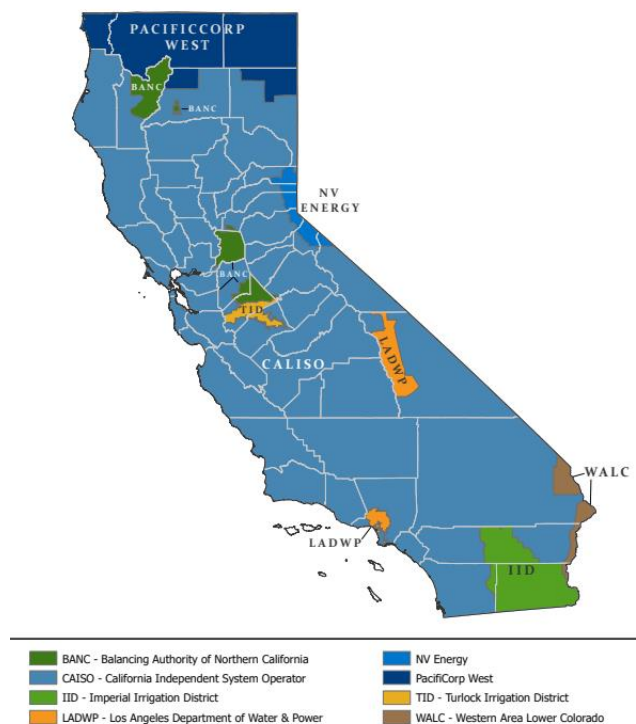 PACIFICCORP
WEST
BANC
BANC
NV
ENERGY
BANC
TID
CALISO
LADWP
WALC
LADWP
IID
BANC - Balancing Authority of Northern California
CAISO - California Independent System Operator
IID - Imperial Irrigation District
LADWP - Los Angeles Department of Water & Power
NV Energy
PacifiCorp West
TID - Turlock Irrigation District
WALC - Western Area Lower Colorado